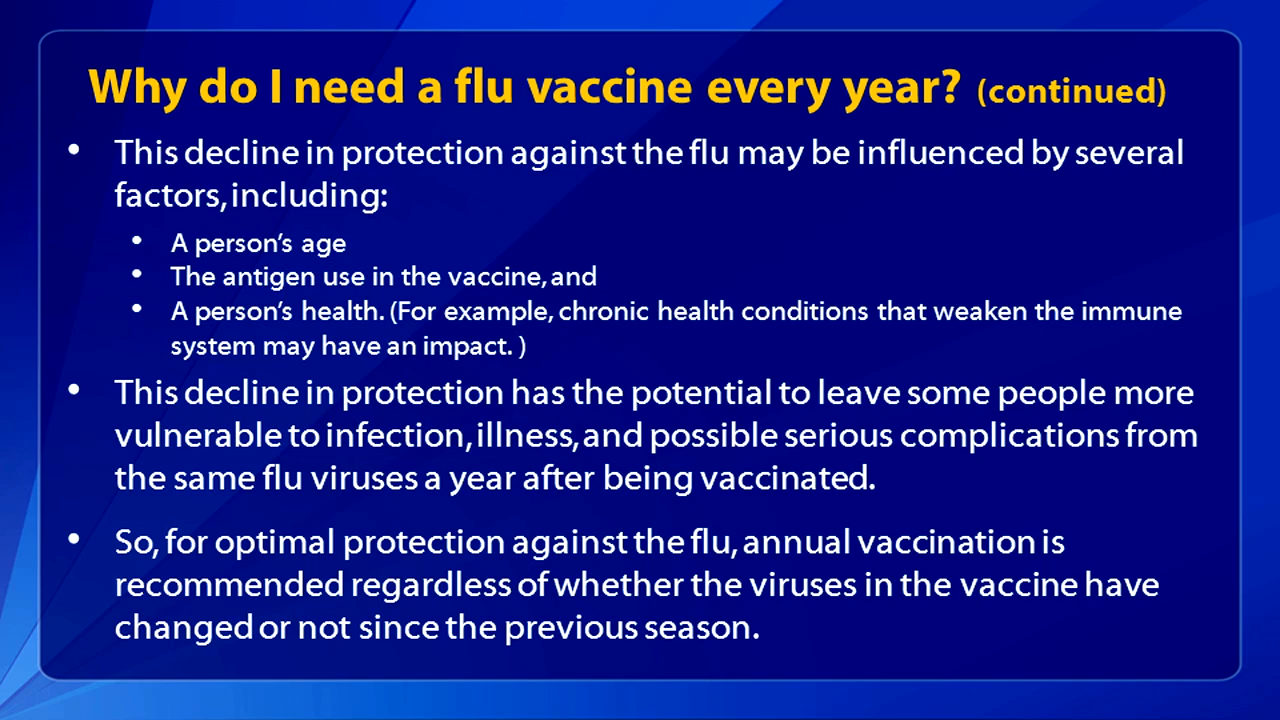 Why do I need a flu vaccine every year? (continued)
• This decline in protection against the flu may be influenced by several
factors, including:
• A person's age
• The antigen use in the vaccine, and
• A person's health. (For example, chronic health conditions that weaken the immune
system may have an impact. )
• This decline in protection has the potential to leave some people more
vulnerable to infection, illness, and possible serious complications from
the same flu viruses a year after being vaccinated.
• So, for optimal protection against the flu, annual vaccination is
recommended regardless of whether the viruses in the vaccine have
changed or not since the previous season.